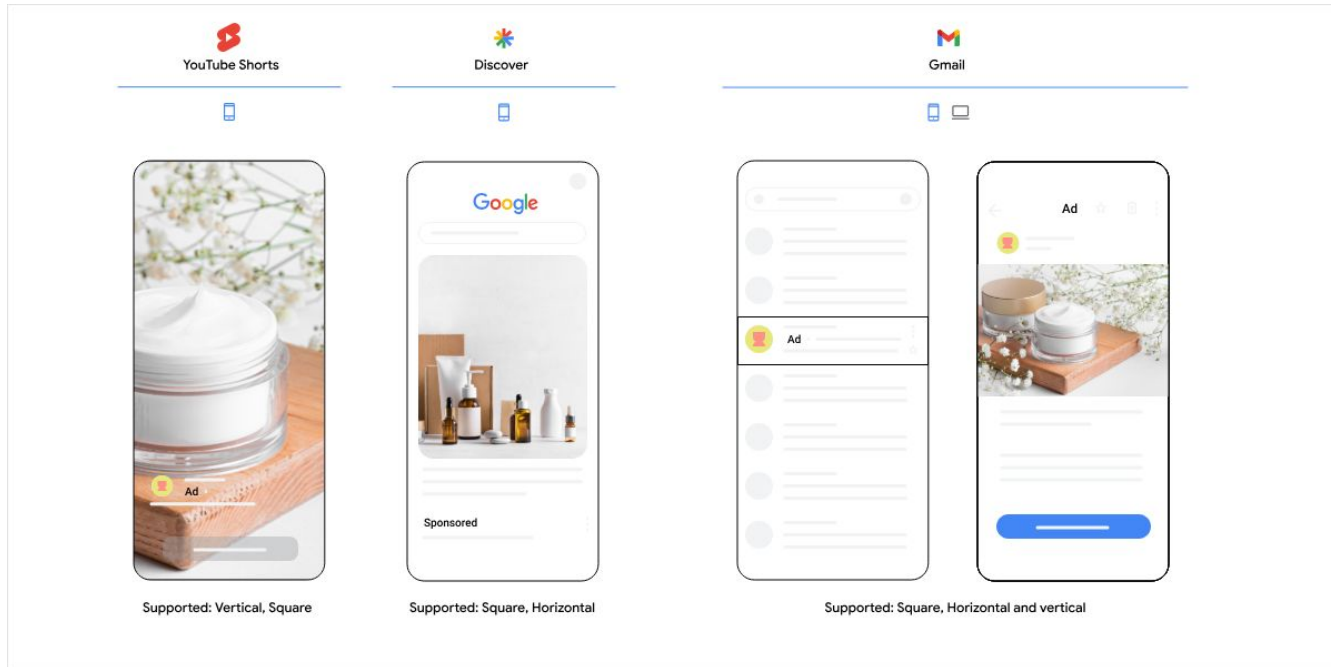 YouTube Shorts
Discover
Gmail
Google
Ad
Ad
Ad
Sponsored
Supported: Vertical, Square
Supported: Square, Horizontal
Supported: Square, Horizontal and vertical